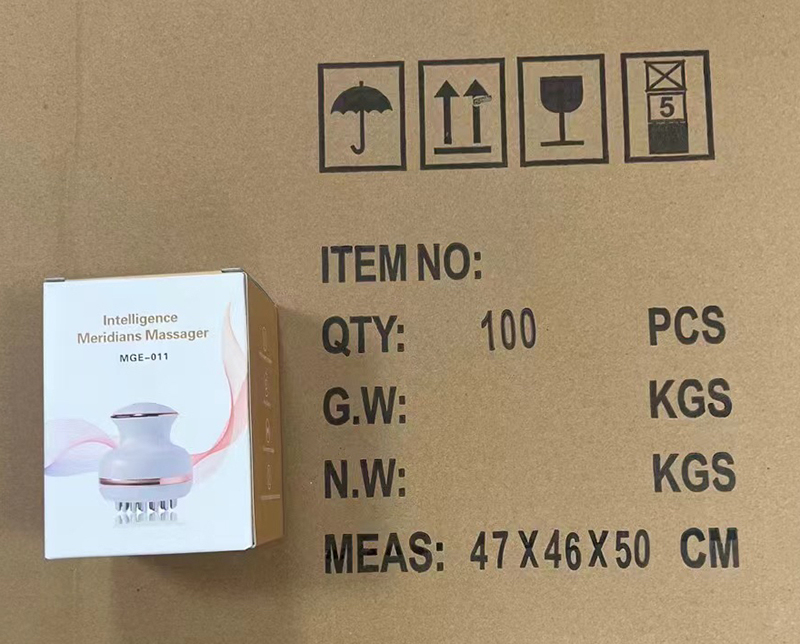 Intelligence
Meridians Massager
MGE-011
5
ITEM NO:
QTY: 100 PCS
G.W: KGS
N.W: KGS
MEAS: 47X46X50 CM